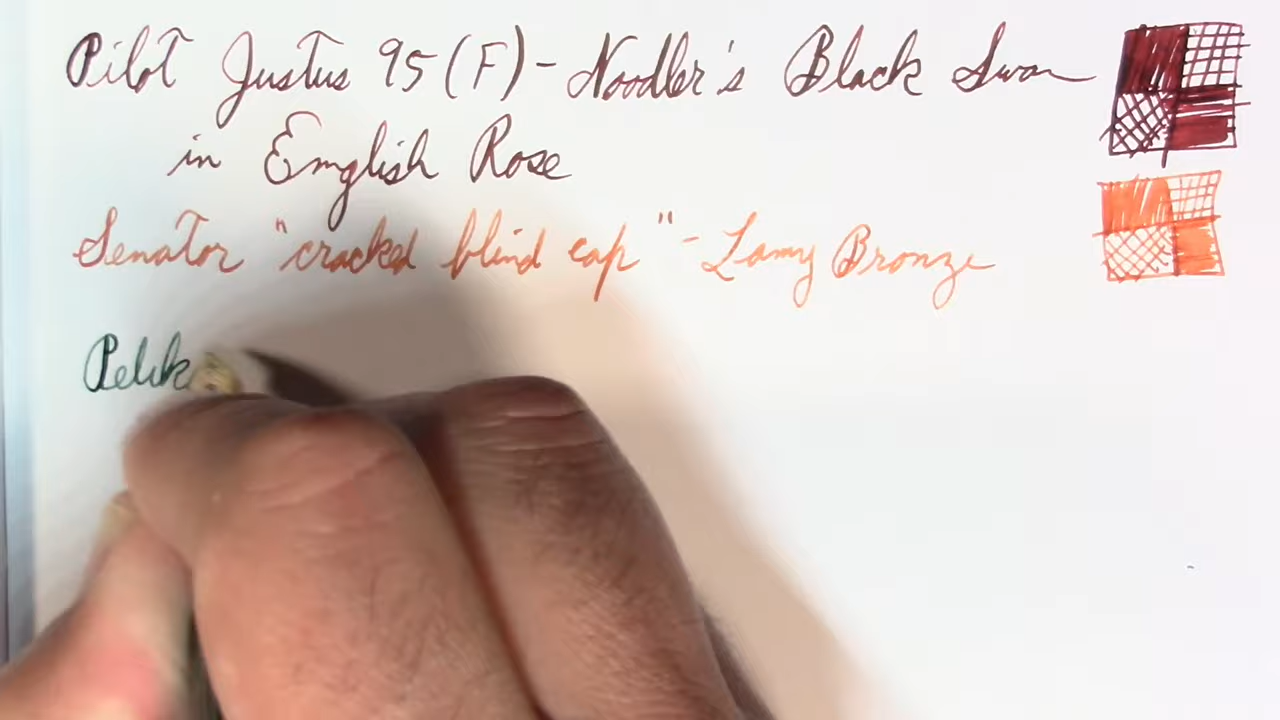 Pilot Justus 95 (F) - Noodler's Black Swan
in English Rose
Senator "cracked blind cap" - Lamy Bronze
Pelik